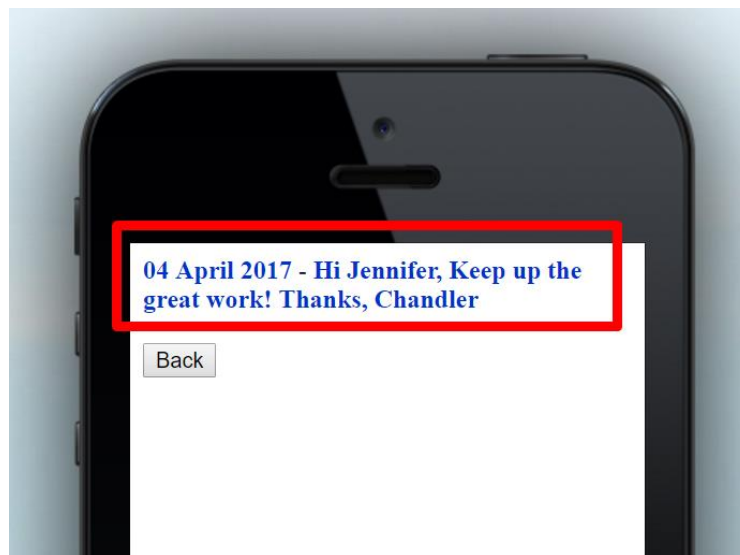 04 April 2017 - Hi Jennifer, Keep up the
great work! Thanks, Chandler
Back